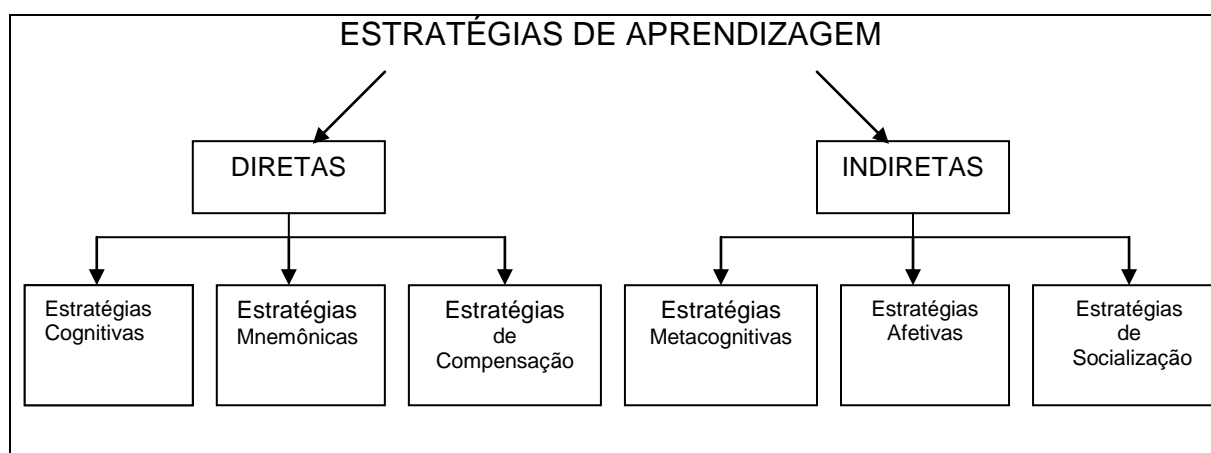 ESTRATÉGIAS DE APRENDIZAGEM
DIRETAS
INDIRETAS
Estratégias
Cognitivas
Estratégias
Mnemônicas
Estratégias
de
Compensação
Estratégias
Metacognitivas
Estratégias
Afetivas
Estratégias
de
Socialização